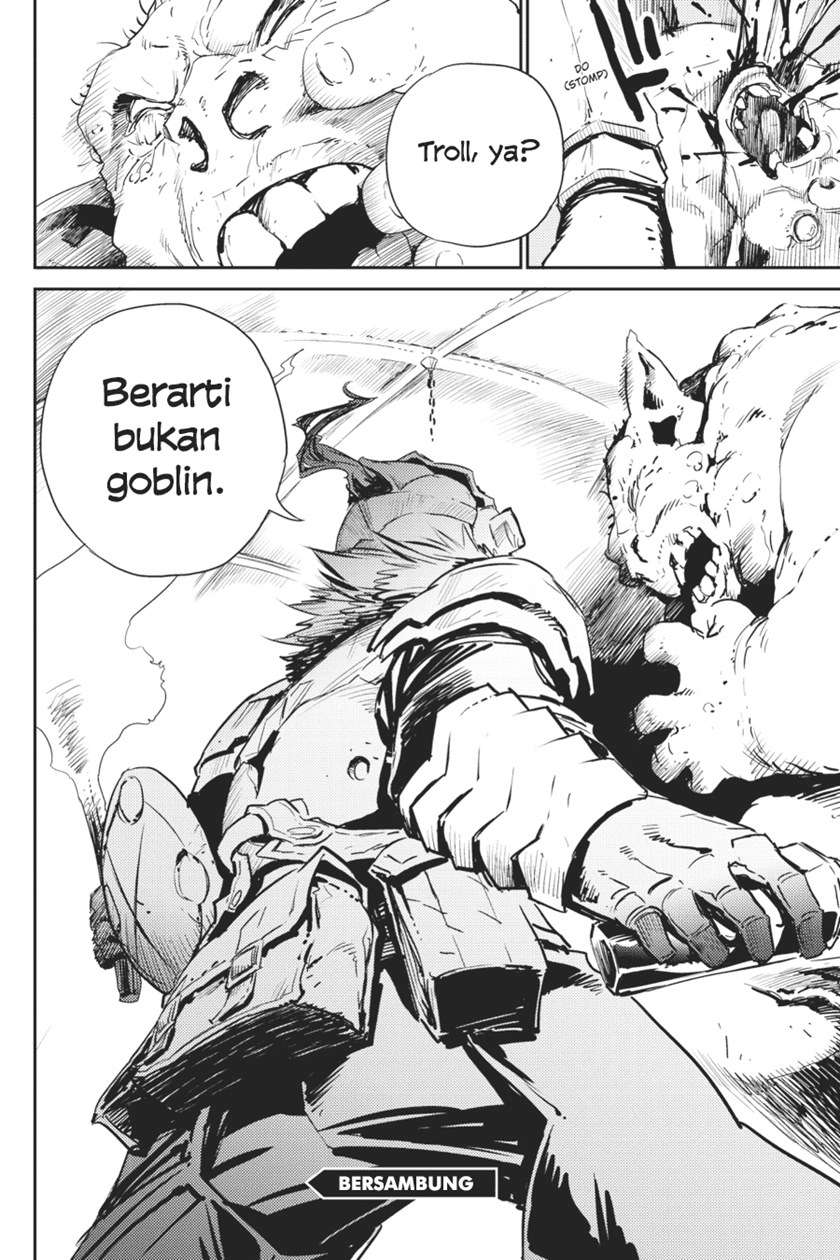 DO
(STOMP)
Troll, ya?
Berarti
bukan
goblin.
BERSAMBUNG